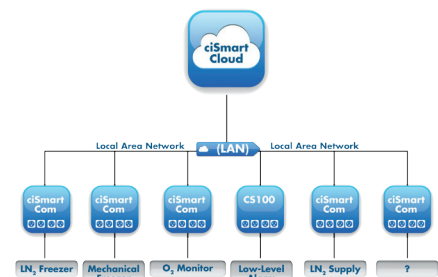 ciSmart
Cloud
Local Area Network
(LAN)
Local Area Network
ciSmart
Com
ciSmart
Com
ciSmart
Com
CS100
ciSmart
Com
ciSmart
Com
LN₂ Freezer
Mechanical
O₂ Monitor
Low-Level
LN₂ Supply
?